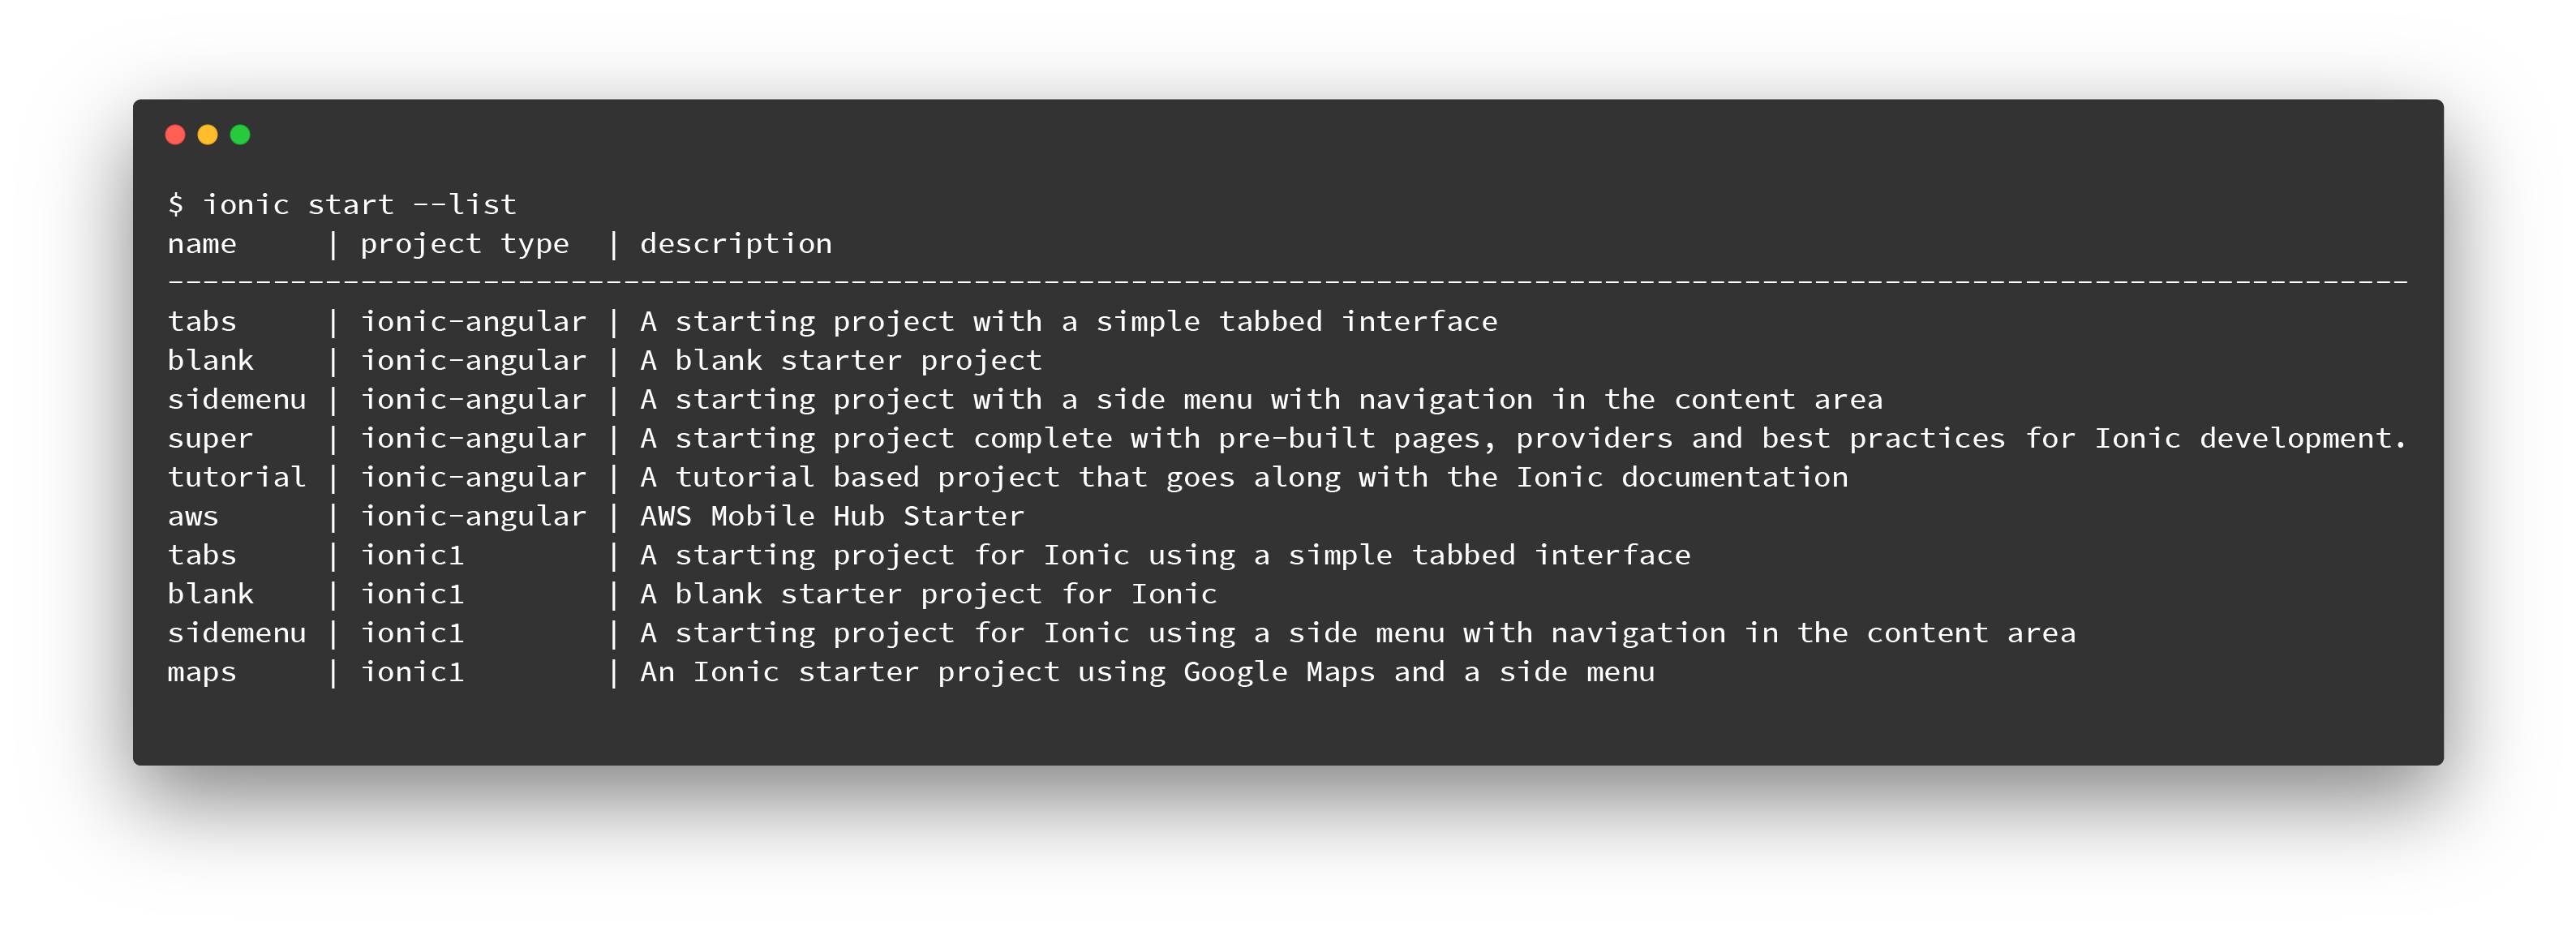 $ ionic start --list
name     | project type  | description
--------------------------------------------------------------------------------------------------------------------------------
tabs     | ionic-angular | A starting project with a simple tabbed interface
blank    | ionic-angular | A blank starter project
sidemenu | ionic-angular | A starting project with a side menu with navigation in the content area
super    | ionic-angular | A starting project complete with pre-built pages, providers and best practices for Ionic development.
tutorial | ionic-angular | A tutorial based project that goes along with the Ionic documentation
aws      | ionic-angular | AWS Mobile Hub Starter
tabs     | ionic1        | A starting project for Ionic using a simple tabbed interface
blank    | ionic1        | A blank starter project for Ionic
sidemenu | ionic1        | A starting project for Ionic using a side menu with navigation in the content area
maps     | ionic1        | An Ionic starter project using Google Maps and a side menu